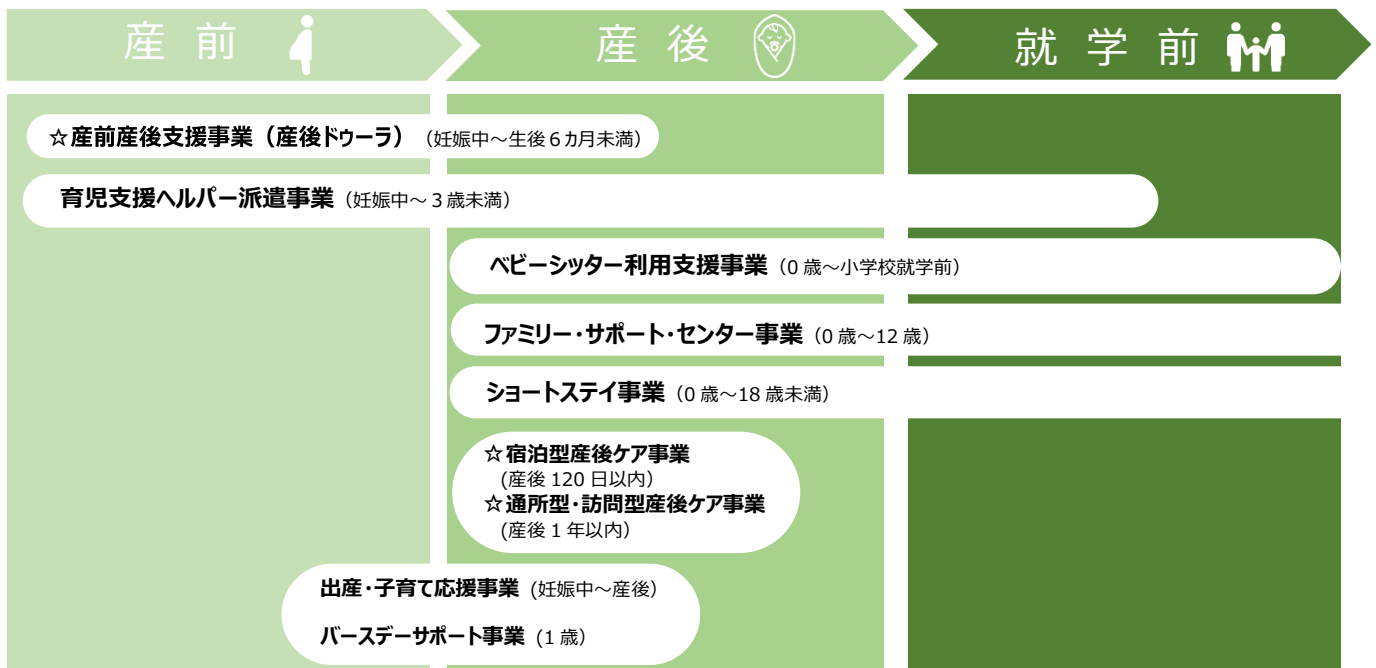 産前
産後
就学前
☆産前産後支援事業（産後ドゥーラ）（妊娠中～生後６カ月未満）
育児支援ヘルパー派遣事業（妊娠中～３歳未満）
ベビーシッター利用支援事業（0 歳～小学校就学前）
ファミリー・サポート・センター事業（0 歳～12 歳）
ショートステイ事業（0 歳～18 歳未満）
☆宿泊型産後ケア事業
(産後 120 日以内）
☆通所型・訪問型産後ケア事業
(産後 1 年以内）
出産・子育て応援事業 (妊娠中～産後）
バースデーサポート事業 (1 歳）